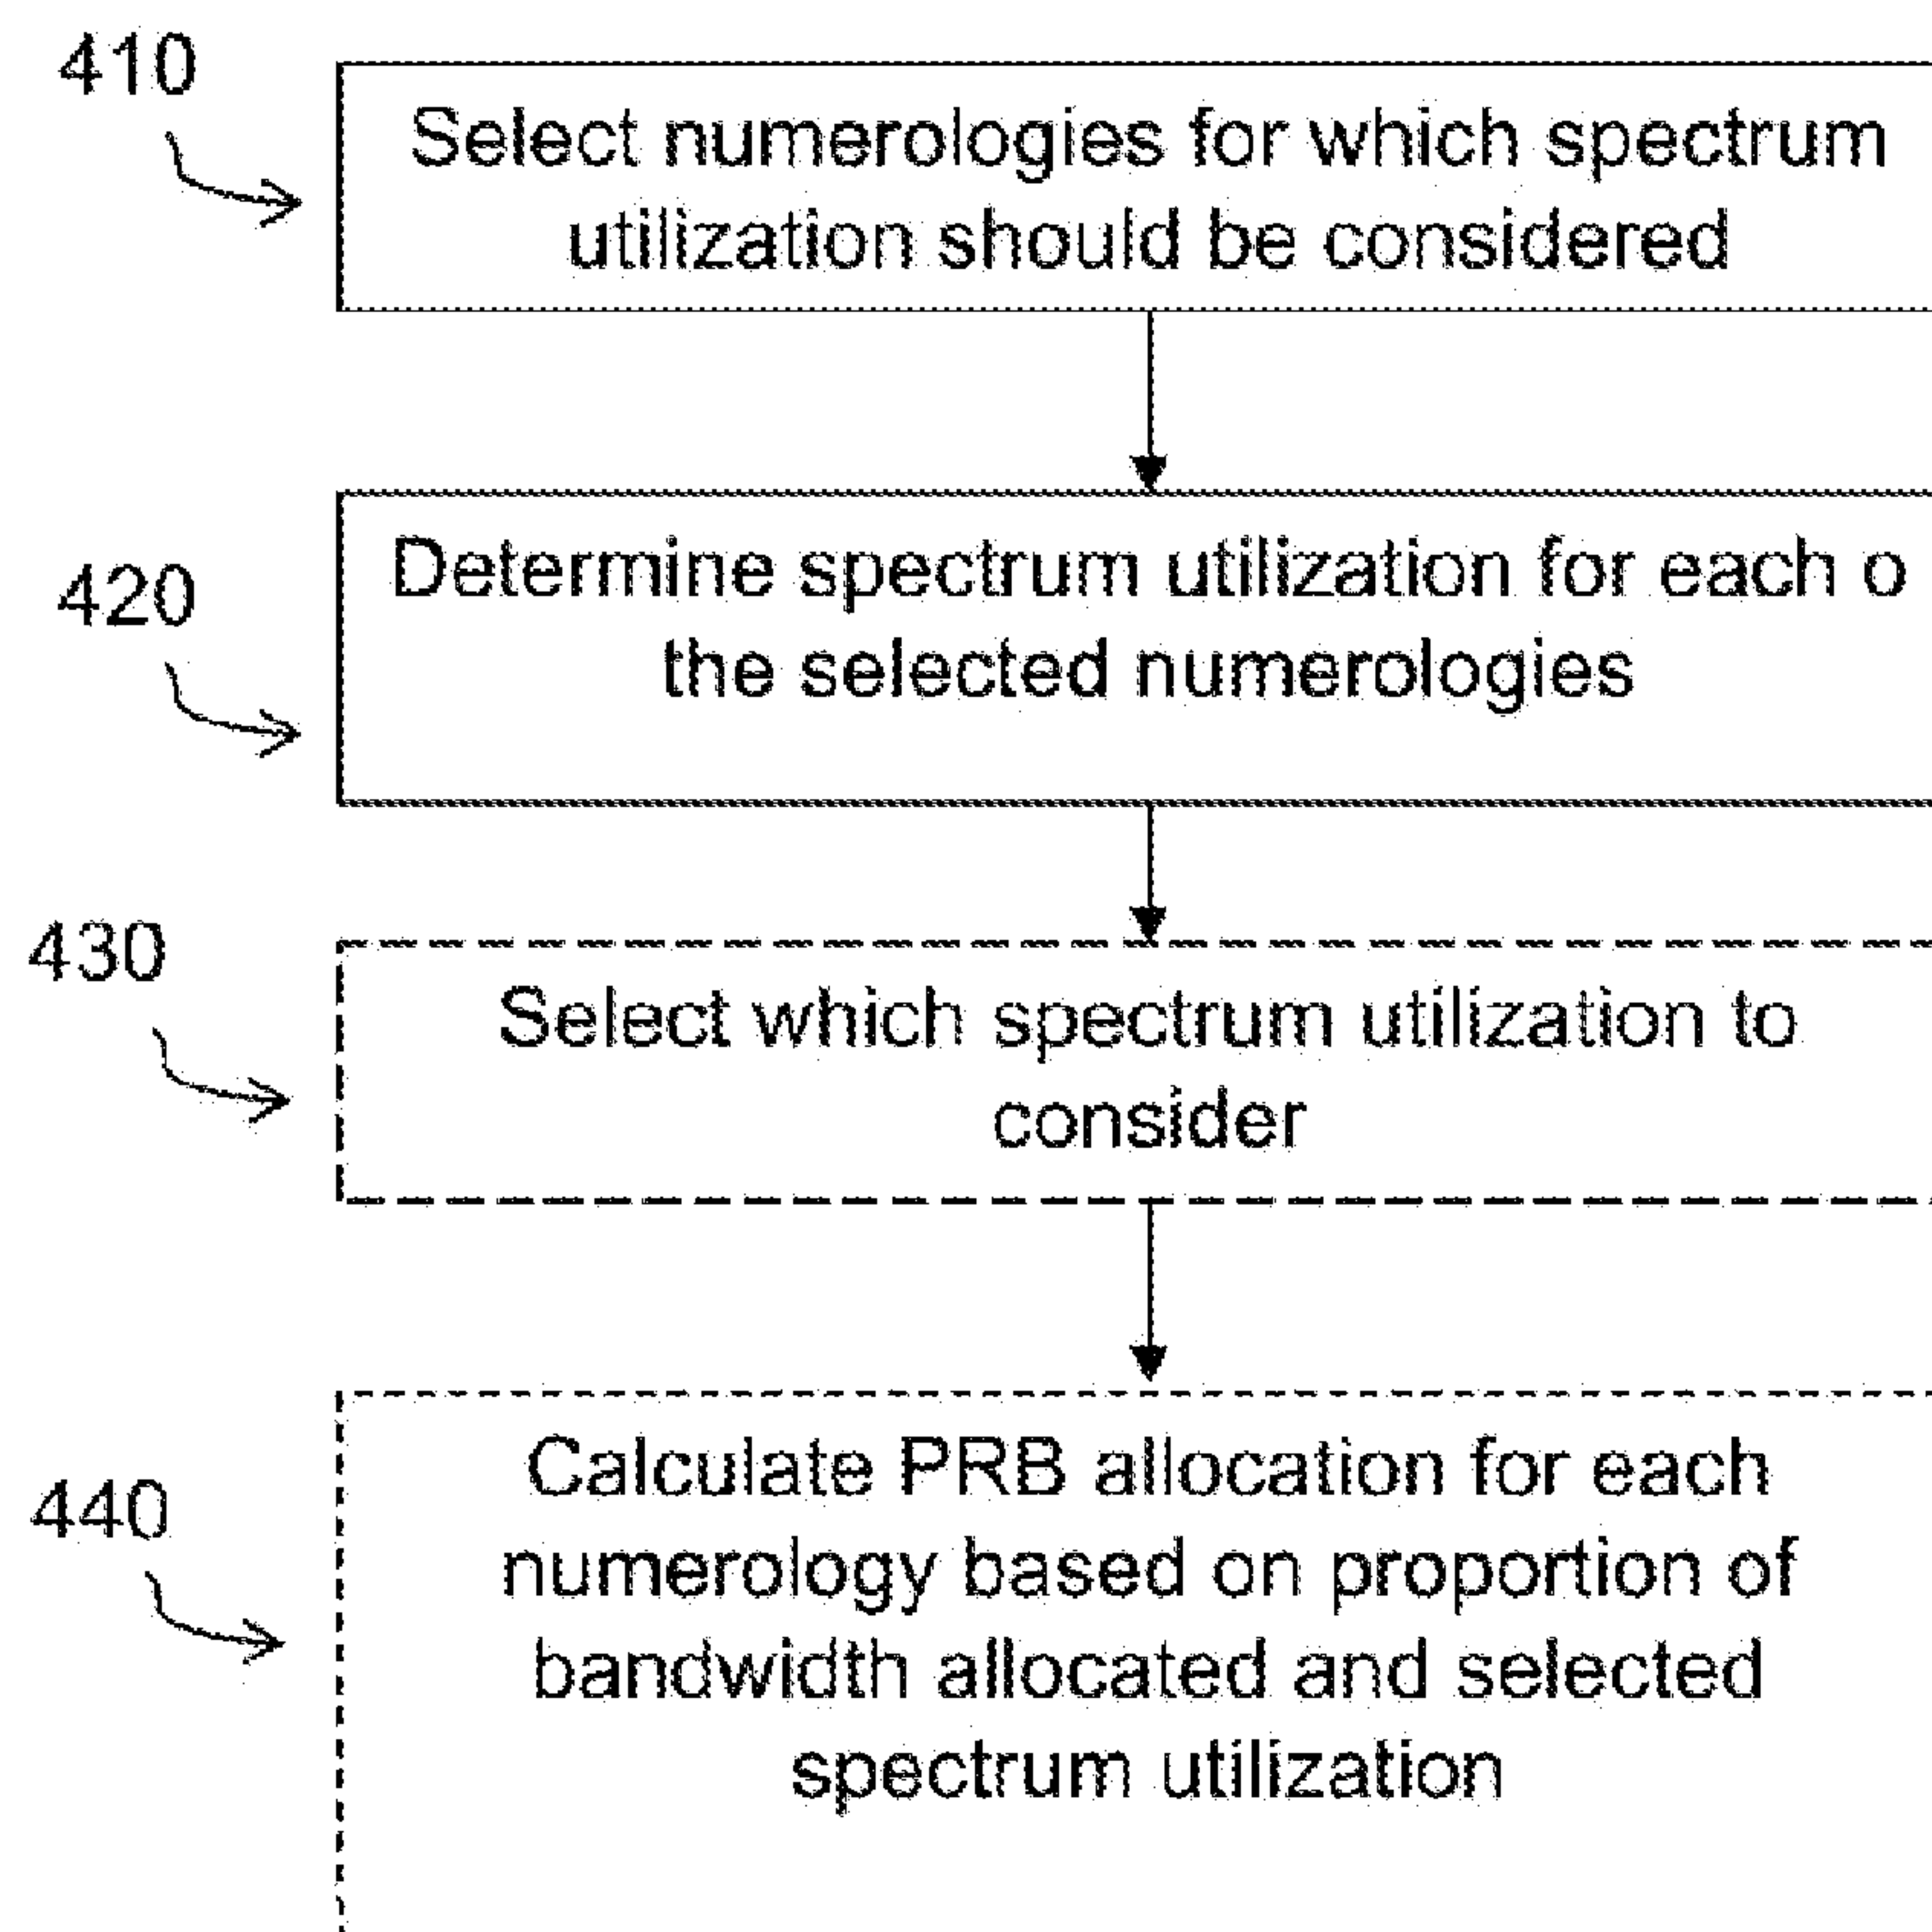 410
Select numerologies for which spectrum
utilization should be considered
420
Determine spectrum utilization for each o
the selected numerologies
430
Select which spectrum utilization to
consider
440
Calculate PRB allocation for each
numerology based on proportion of
bandwidth allocated and selected
spectrum utilization